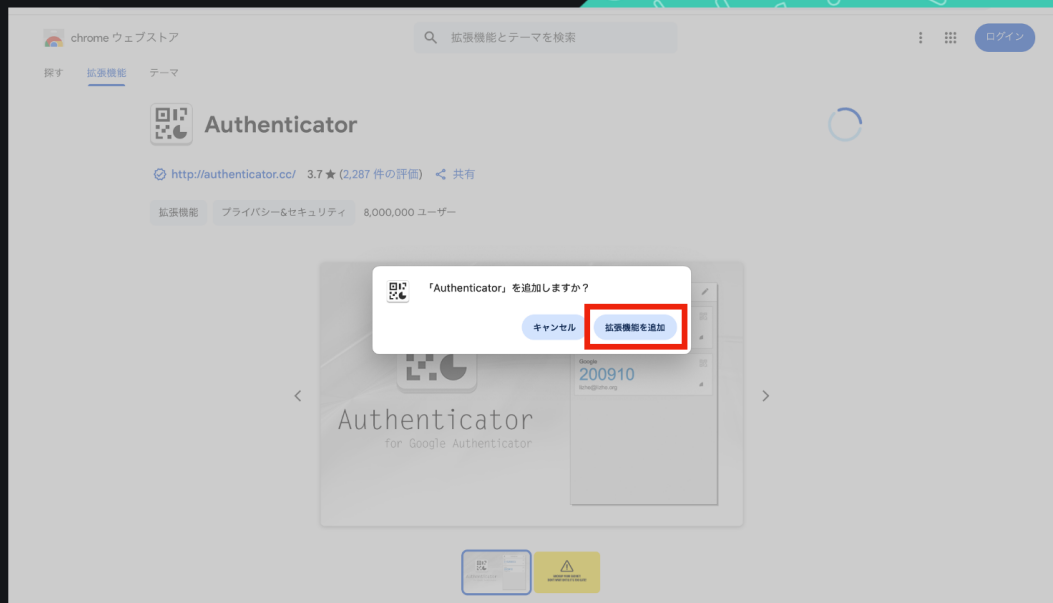 chrome ウェブストア
拡張機能とテーマを検索
ログイン
探す
拡張機能
テーマ
Authenticator
http://authenticator.cc/
3.7★(2,287 件の評価)
共有
拡張機能
プライバシー&セキュリティ
8,000,000 ユーザー
「Authenticator」を追加しますか？
キャンセル
拡張機能を追加
Authenticator
for Google Authenticator
Google
200910